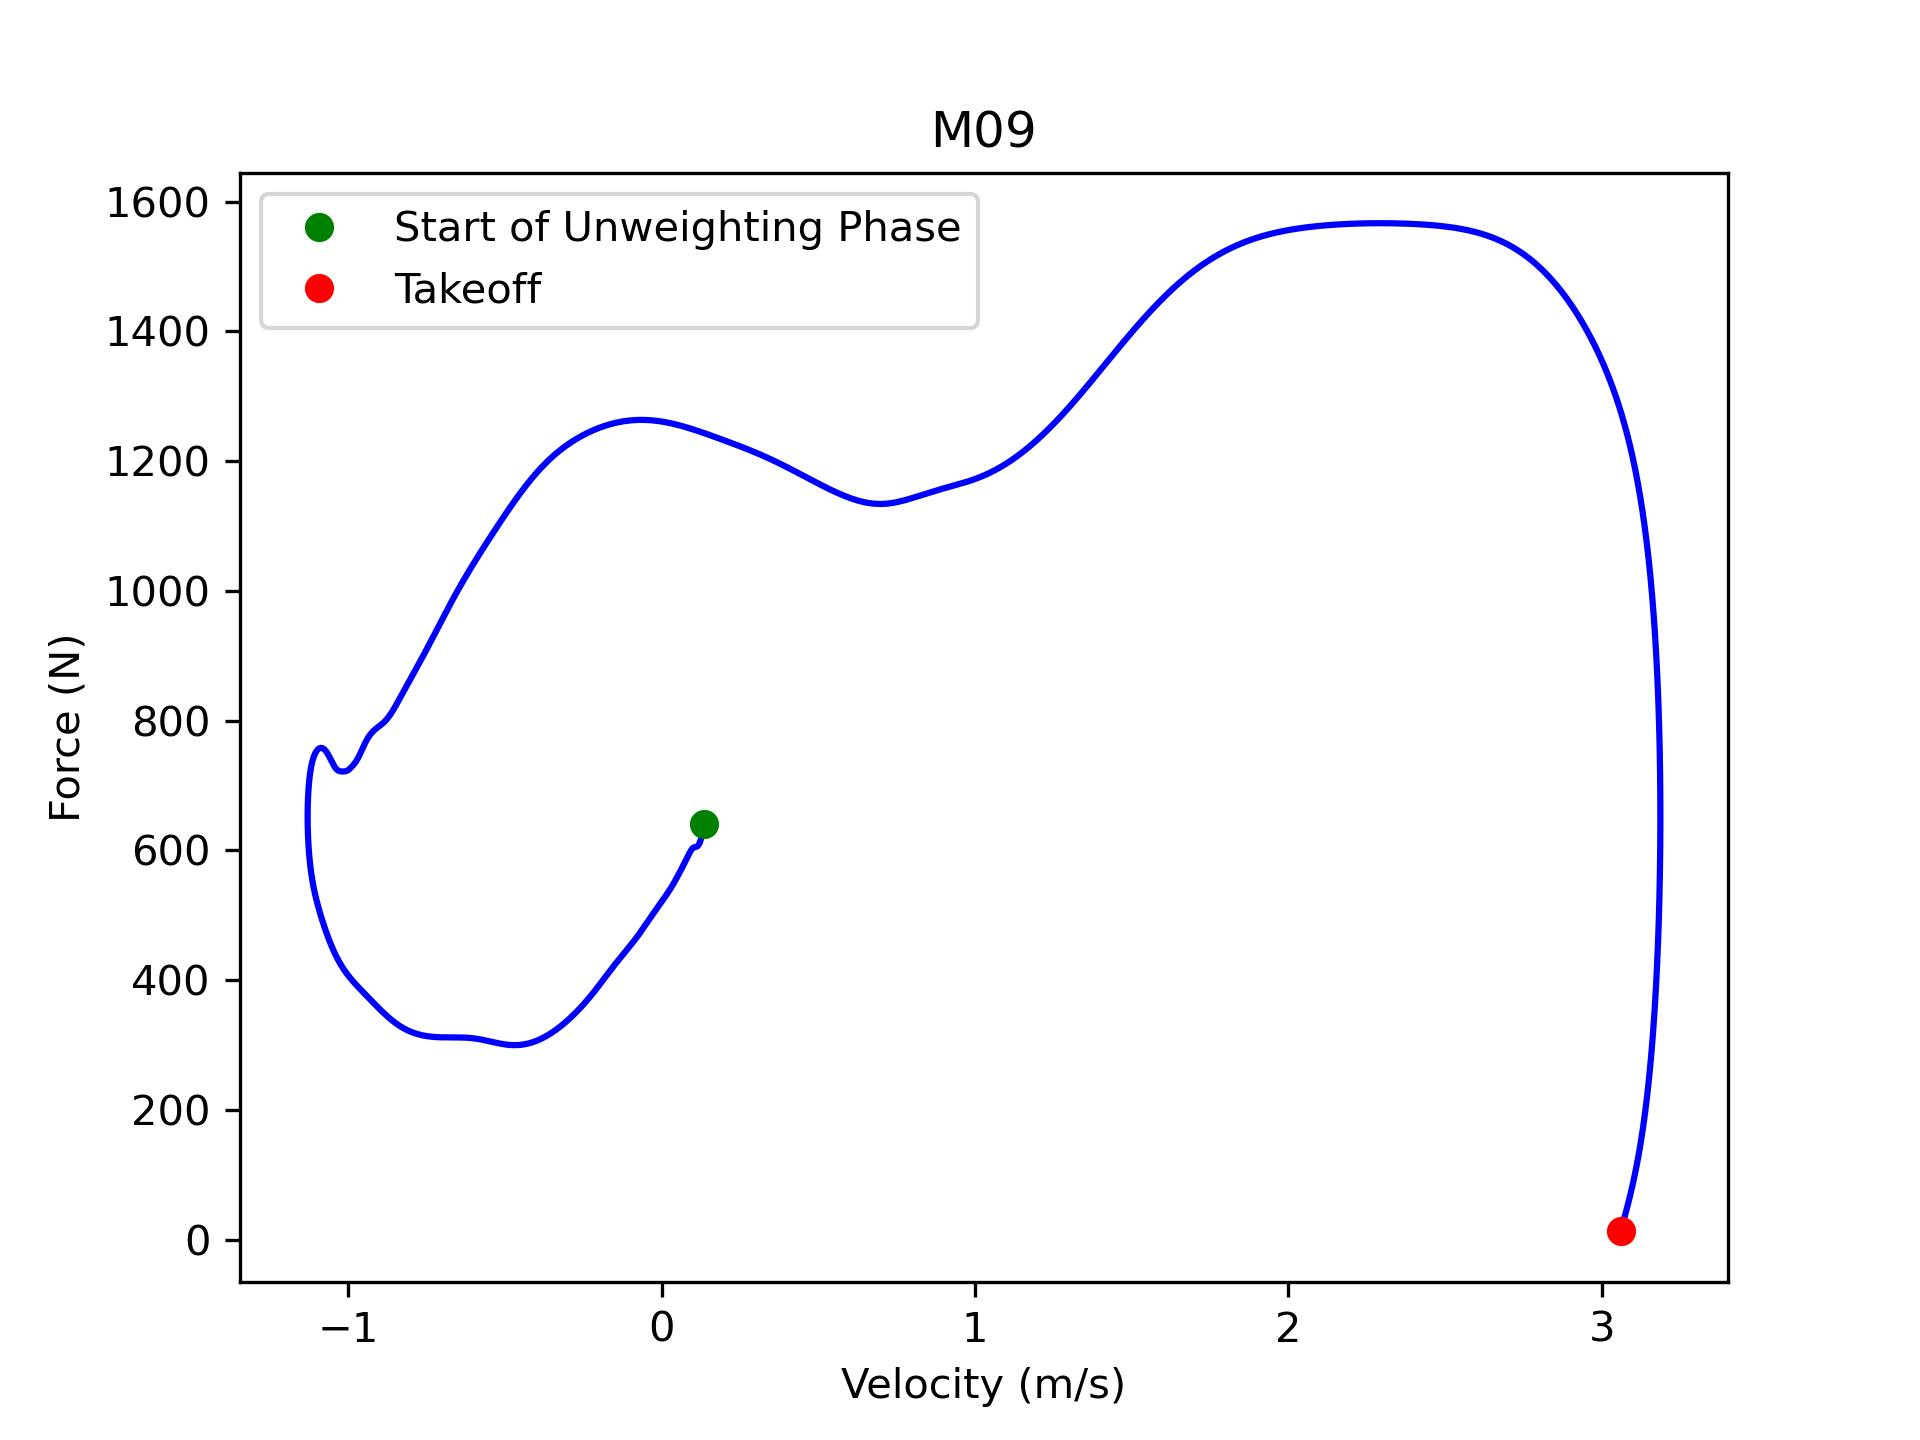 M09
Start of Unweighting Phase
Takeoff
1600
1400
1200
1000
800
600
400
200
0
Force (N)
−1 0 1 2 3
Velocity (m/s)